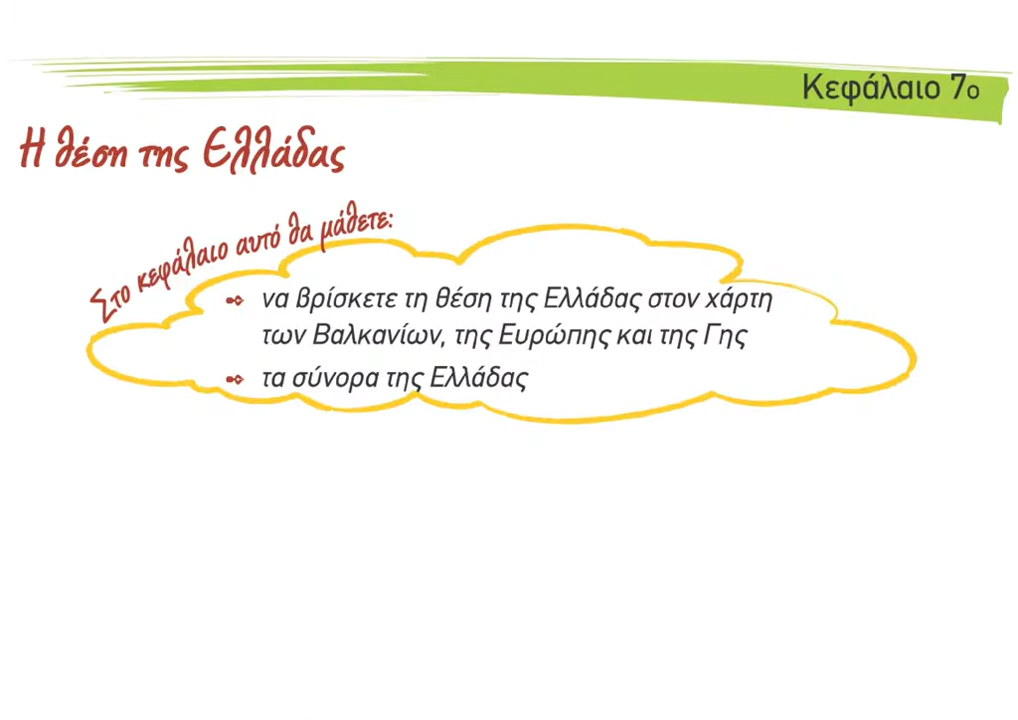 Κεφάλαιο 7ο
Η θέση της Ελλάδας
Στο κεφάλαιο αυτό θα μάθετε:
να βρίσκετε τη θέση της Ελλάδας στον χάρτη
των Βαλκανίων, της Ευρώπης και της Γης
τα σύνορα της Ελλάδας